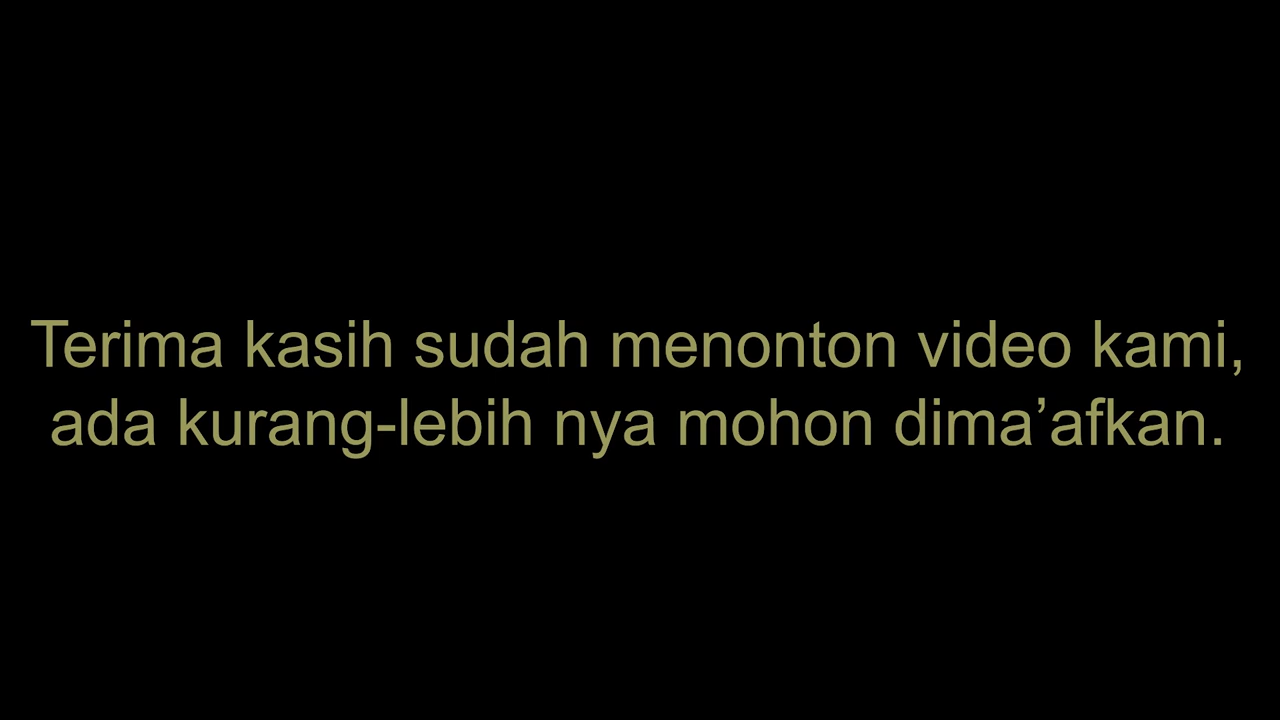 Terima kasih sudah menonton video kami,
ada kurang-lebih nya mohon dima’afkan.